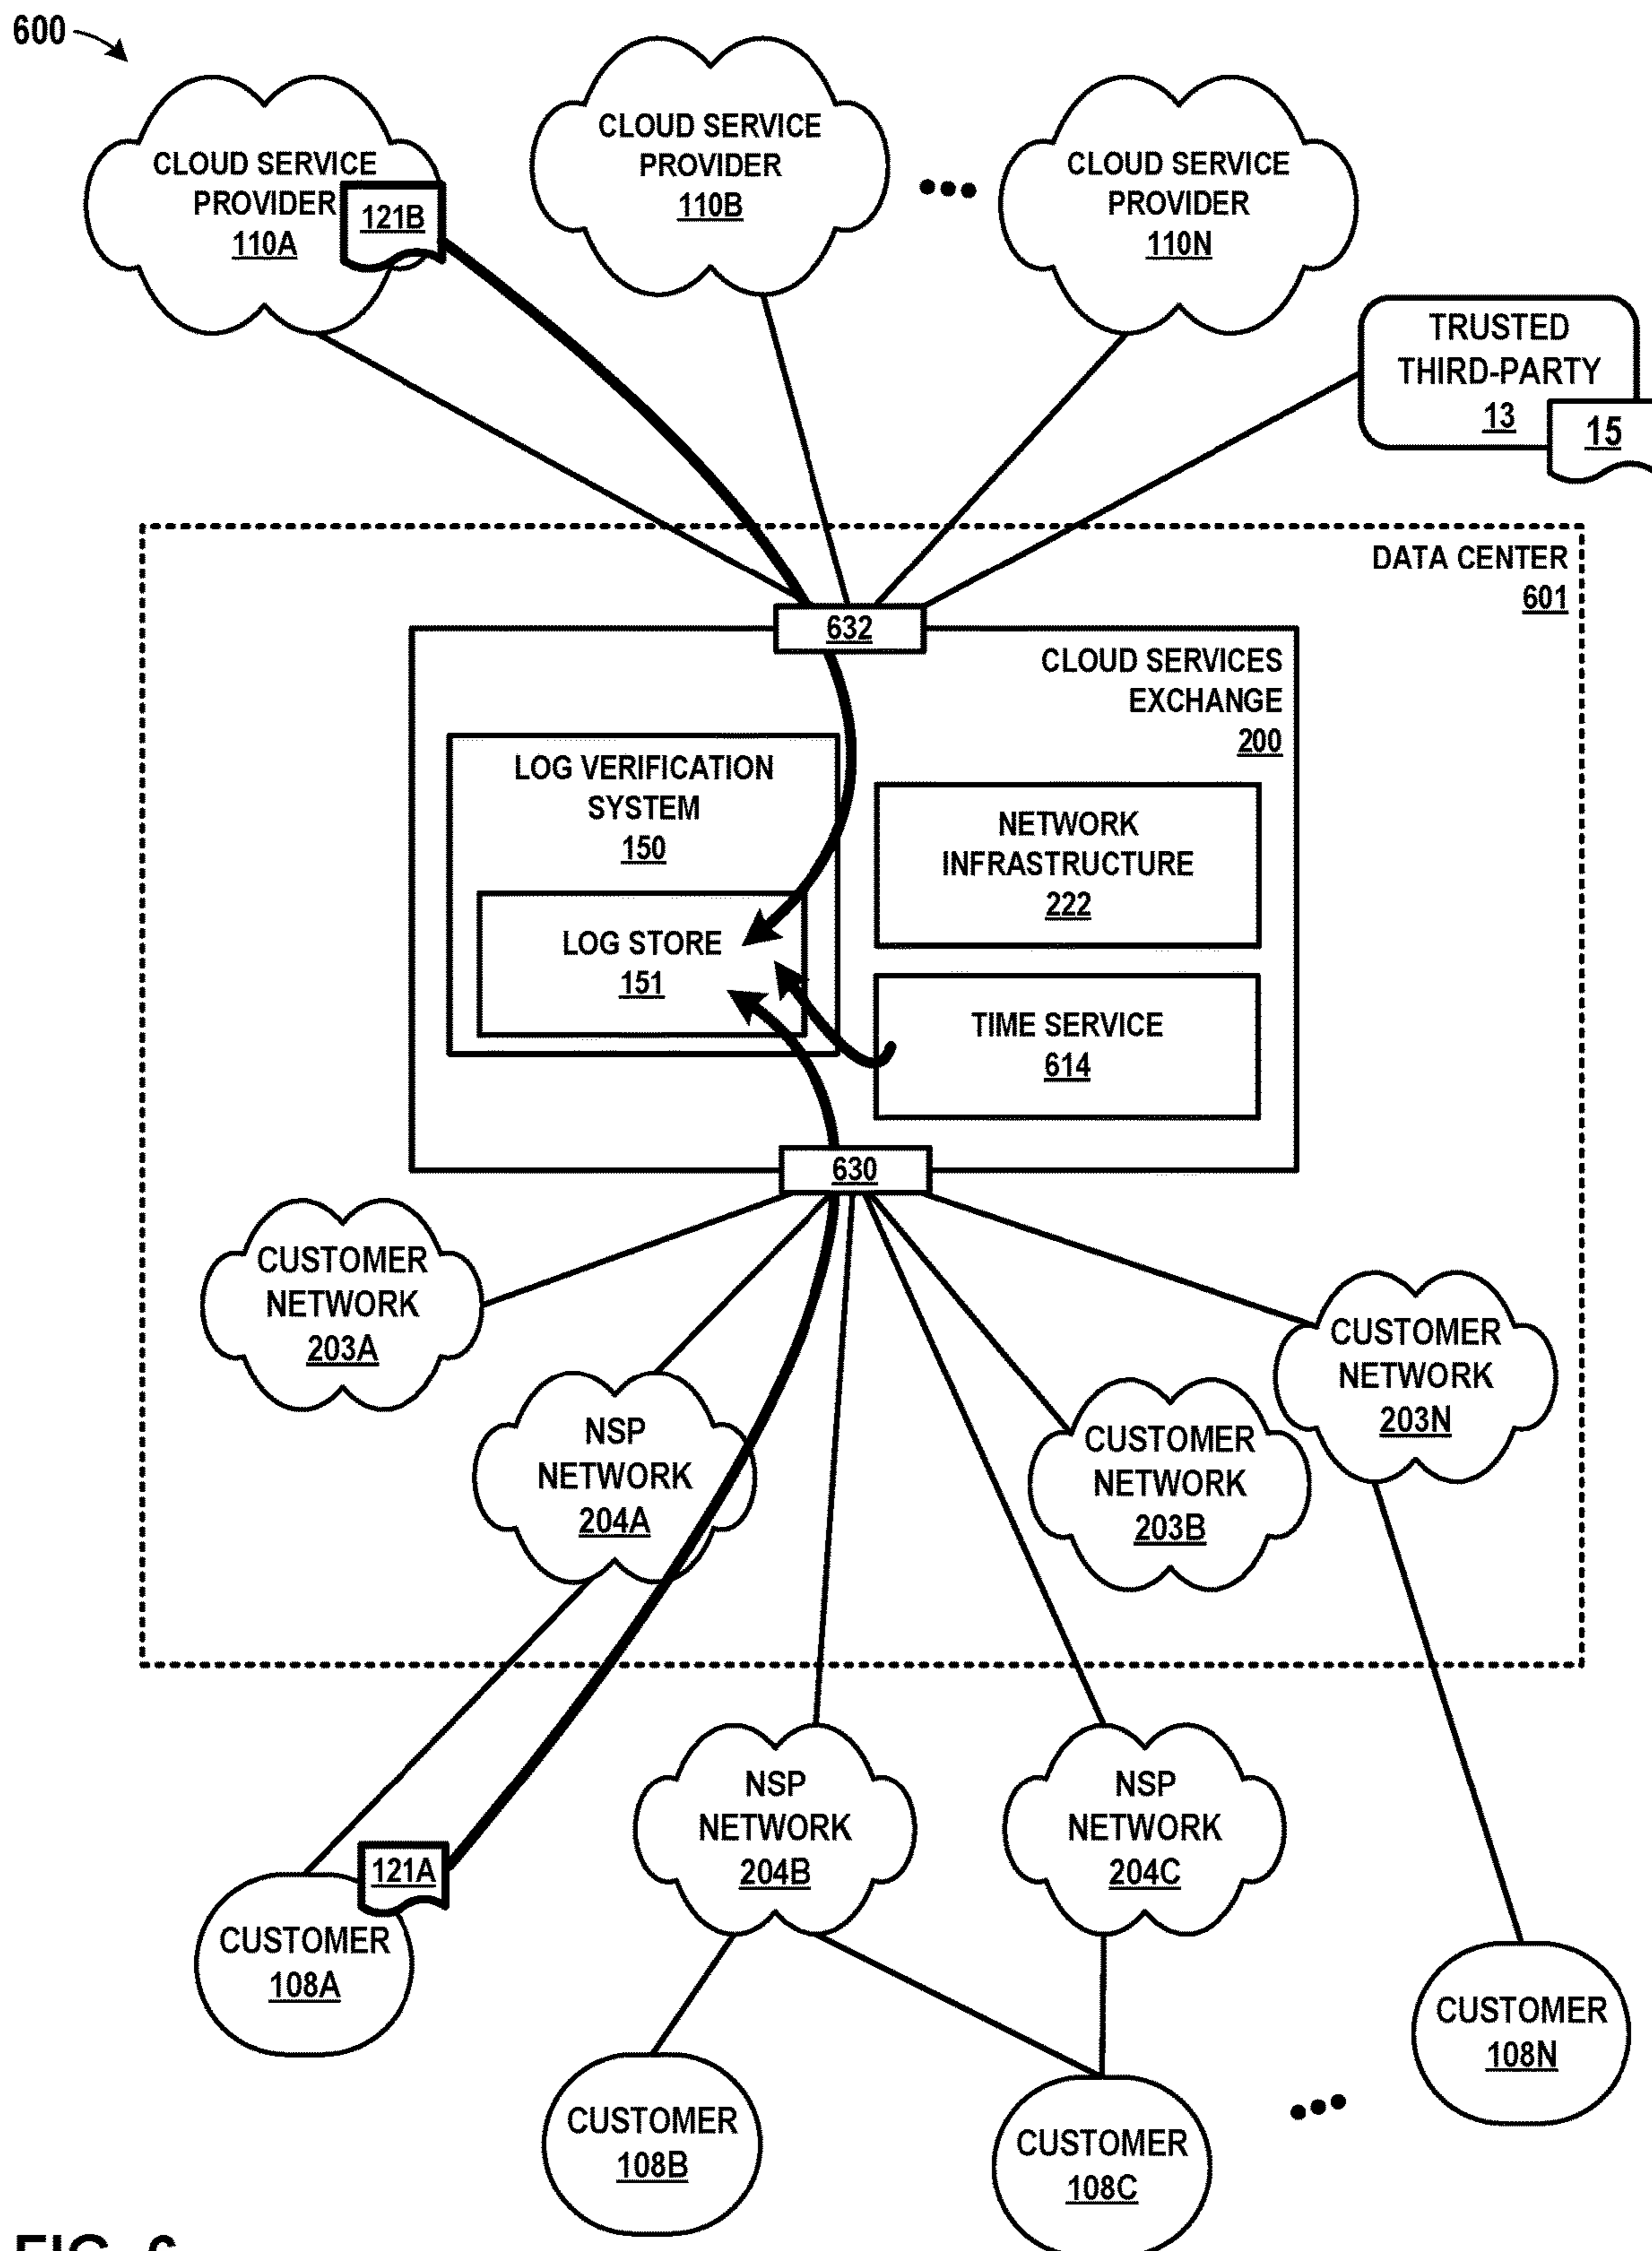 600
CLOUD SERVICE
PROVIDER
110A
121B
CLOUD SERVICE
PROVIDER
110B
CLOUD SERVICE
PROVIDER
110N
TRUSTED
THIRD-PARTY
13
15
DATA CENTER
601
632
CLOUD SERVICES
EXCHANGE
200
LOG VERIFICATION
SYSTEM
150
NETWORK
INFRASTRUCTURE
222
LOG STORE
151
TIME SERVICE
614
630
CUSTOMER
NETWORK
203A
CUSTOMER
NETWORK
203N
NSP
NETWORK
204A
CUSTOMER
NETWORK
203B
NSP
NETWORK
204B
NSP
NETWORK
204C
121A
CUSTOMER
108A
CUSTOMER
108N
CUSTOMER
108B
CUSTOMER
108C
FIG. 6